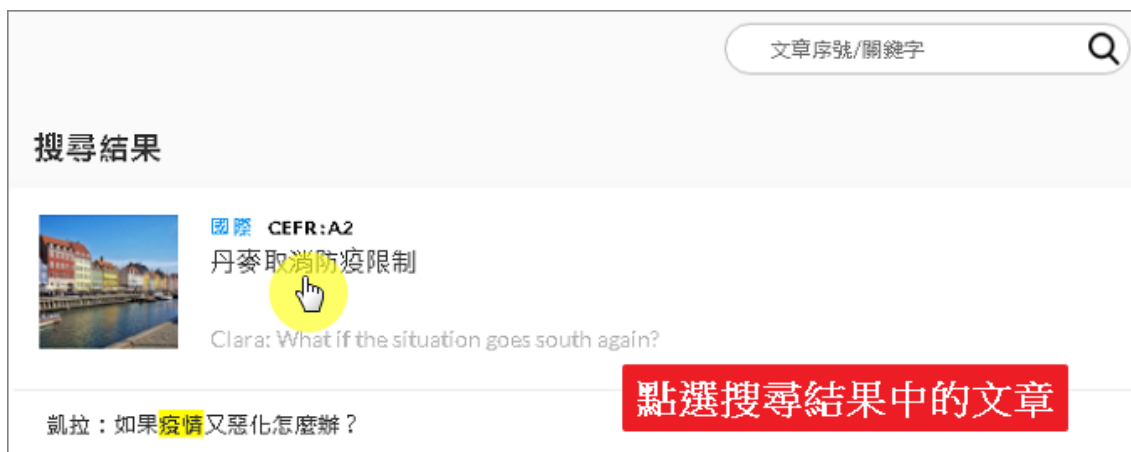 文章序號/關鍵字
搜尋結果
國際 CEFR:A2
丹麥取消防疫限制
Clara: What if the situation goes south again?
點選搜尋結果中的文章
凱拉：如果疫情又惡化怎麼辦？